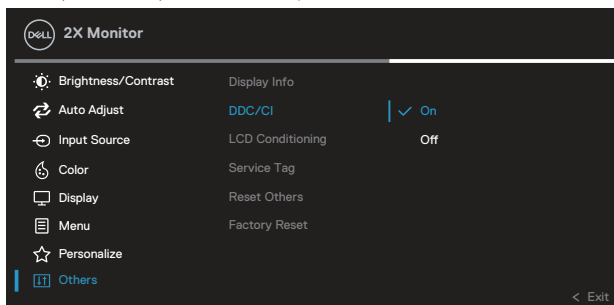 DELL 2X Monitor
Brightness/Contrast Display Info
Auto Adjust DDC/CI On
Input Source LCD Conditioning Off
Color Service Tag
Display Reset Others
Menu Factory Reset
Personalize
Others
< Exit